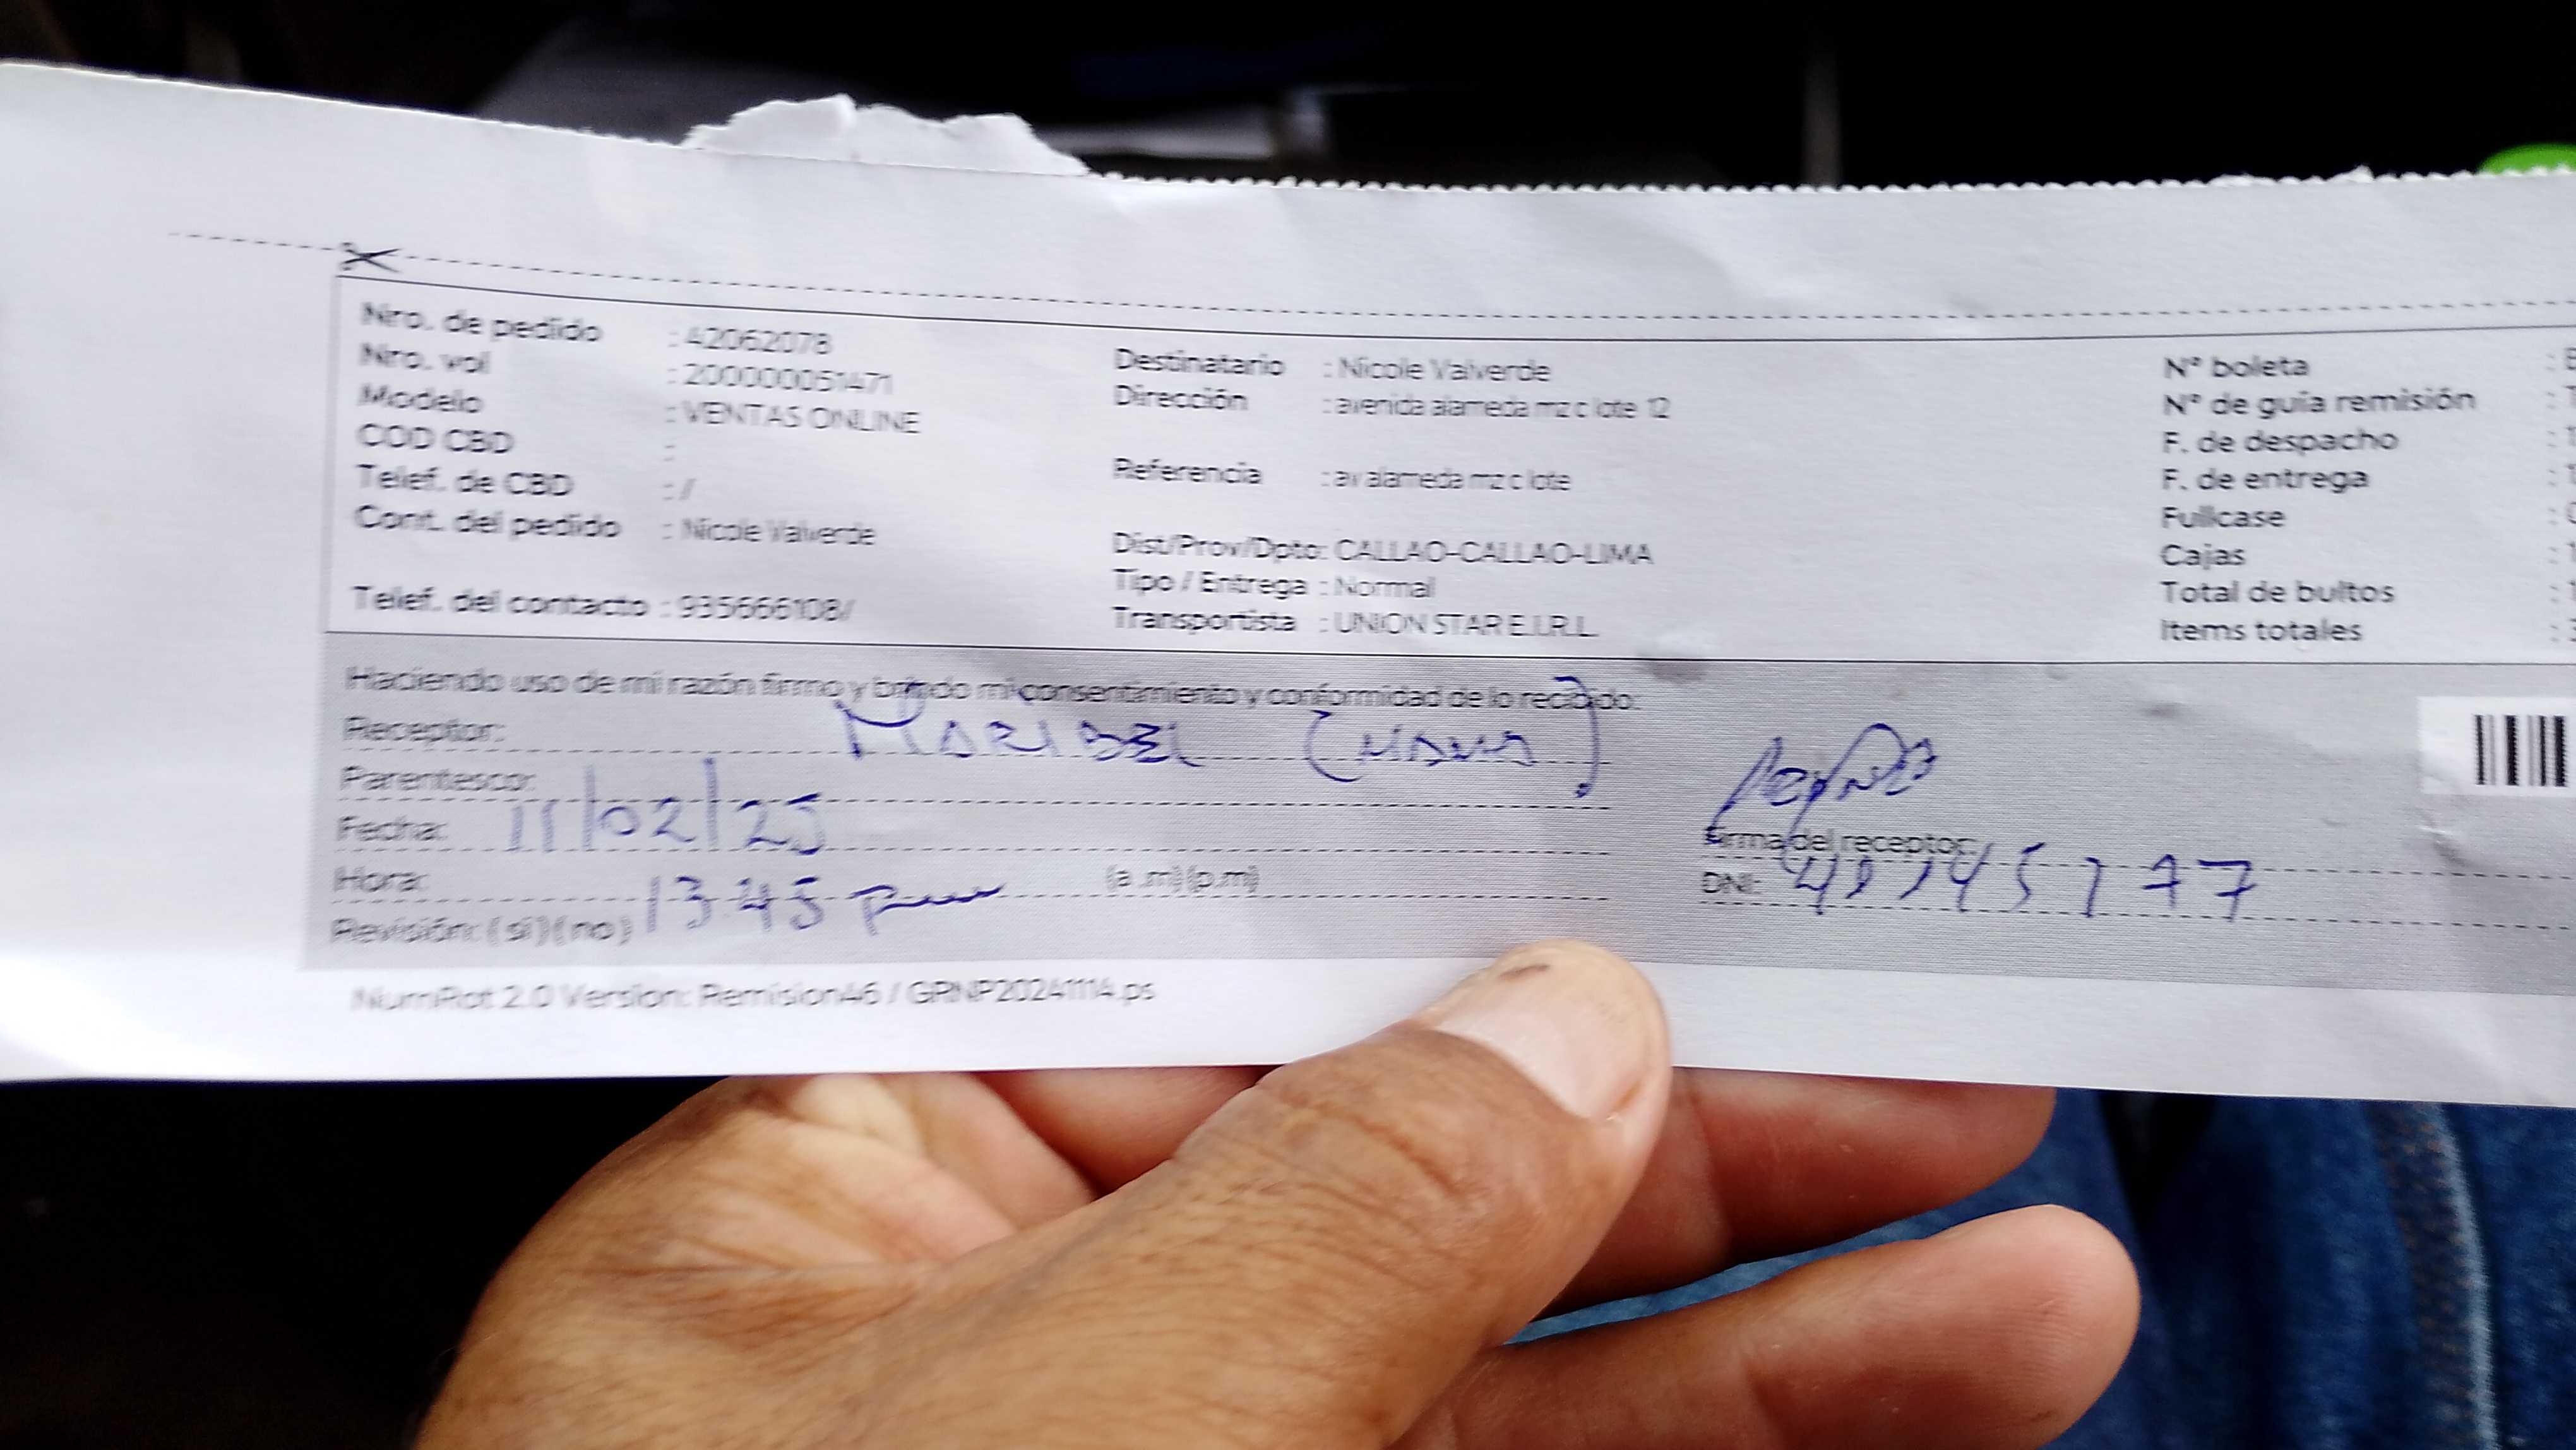 Nro. de pedido : 42062078
Nro. vol : 200000051471
Modelo : VENTAS ONLINE
COD CBD :
Telef. de CBD : /
Cont. del pedido : Nicole Valverde
Telef. del contacto : 935666108/
Destinatario : Nicole Valverde
Dirección : avenida alameda mz c lote 12
Referencia : av alameda mz c lote
Dist/Prov/Dpto: CALLAO-CALLAO-LIMA
Tipo / Entrega : Normal
Transportista : UNION STAR E.I.R.L.
N° boleta :
N° de guía remisión :
F. de despacho :
F. de entrega :
Fullcase :
Cajas :
Total de bultos :
Items totales :
Haciendo uso de mi razón firmo y brindo mi consentimiento y conformidad de lo recibido:
Receptor: MARIBEL (MAMA)
Parentesco:
Fecha: 11/02/25
Hora: 1345 pm (a.m)(p.m)
Revisión: (si)(no)
Firma del receptor:
DNI:
NumRot 2.0 Version: Remision46 / GRNP20241114.ps